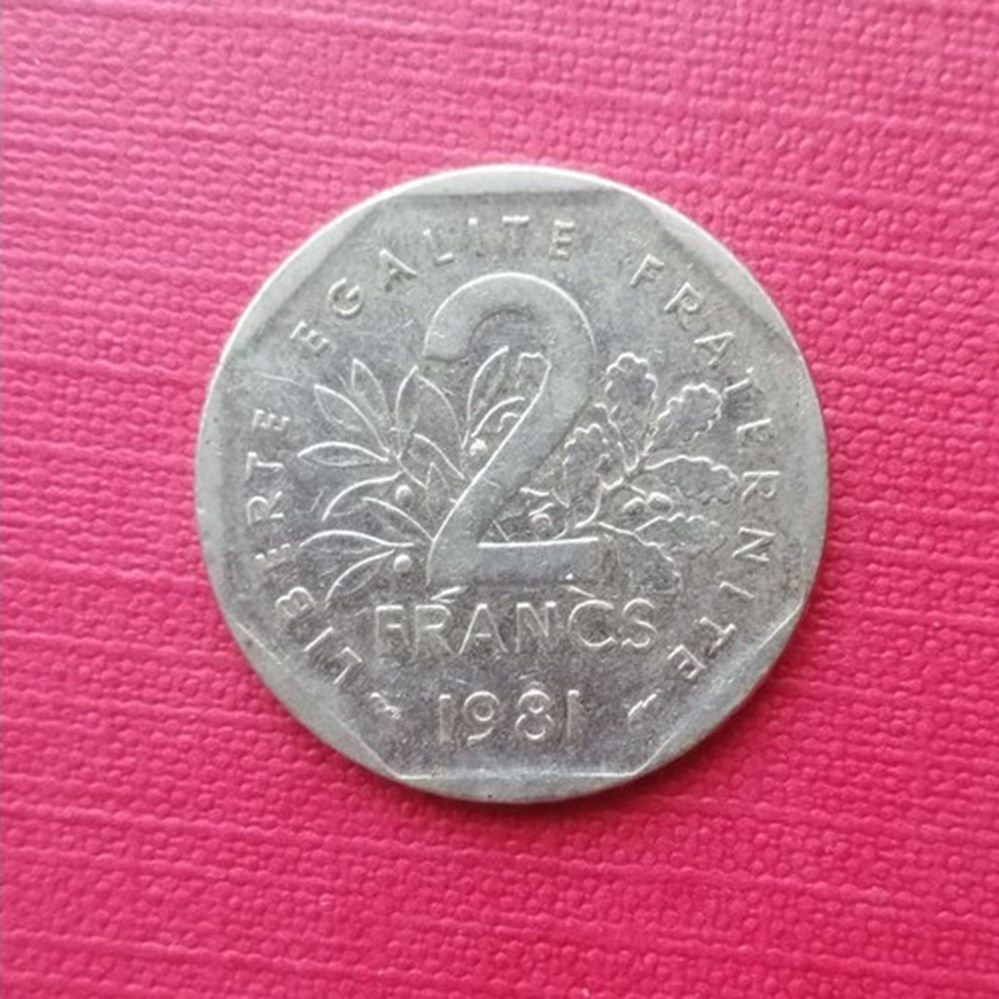 LIBERTE EGALITE FRATERNITE
2
FRANCS
1981